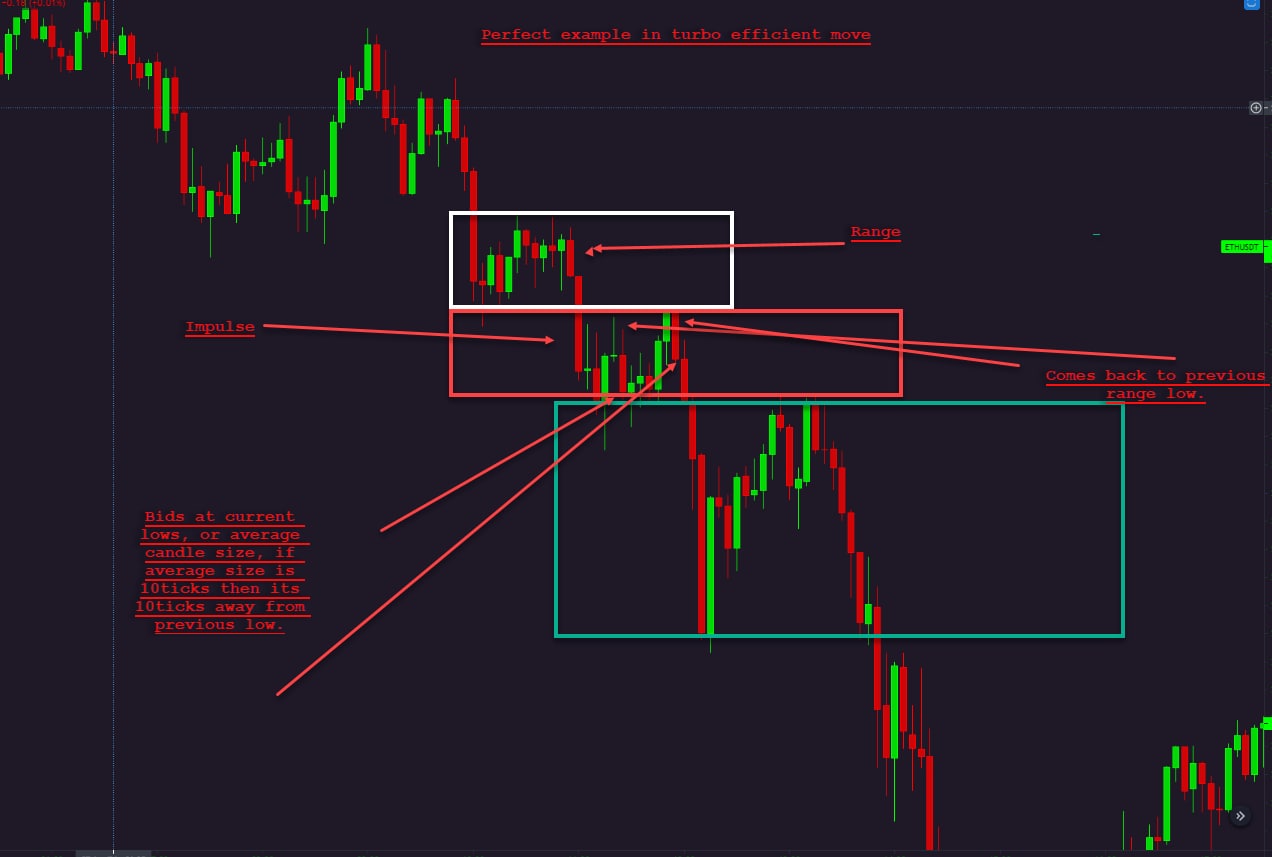 +0.18 (+0.01%)
Perfect example in turbo efficient move
Range
ETHUSDT
Impulse
Comes back to previous
range low.
Bids at current
lows, or average
candle size, if
average size is
10ticks then its
10ticks away from
previous low.